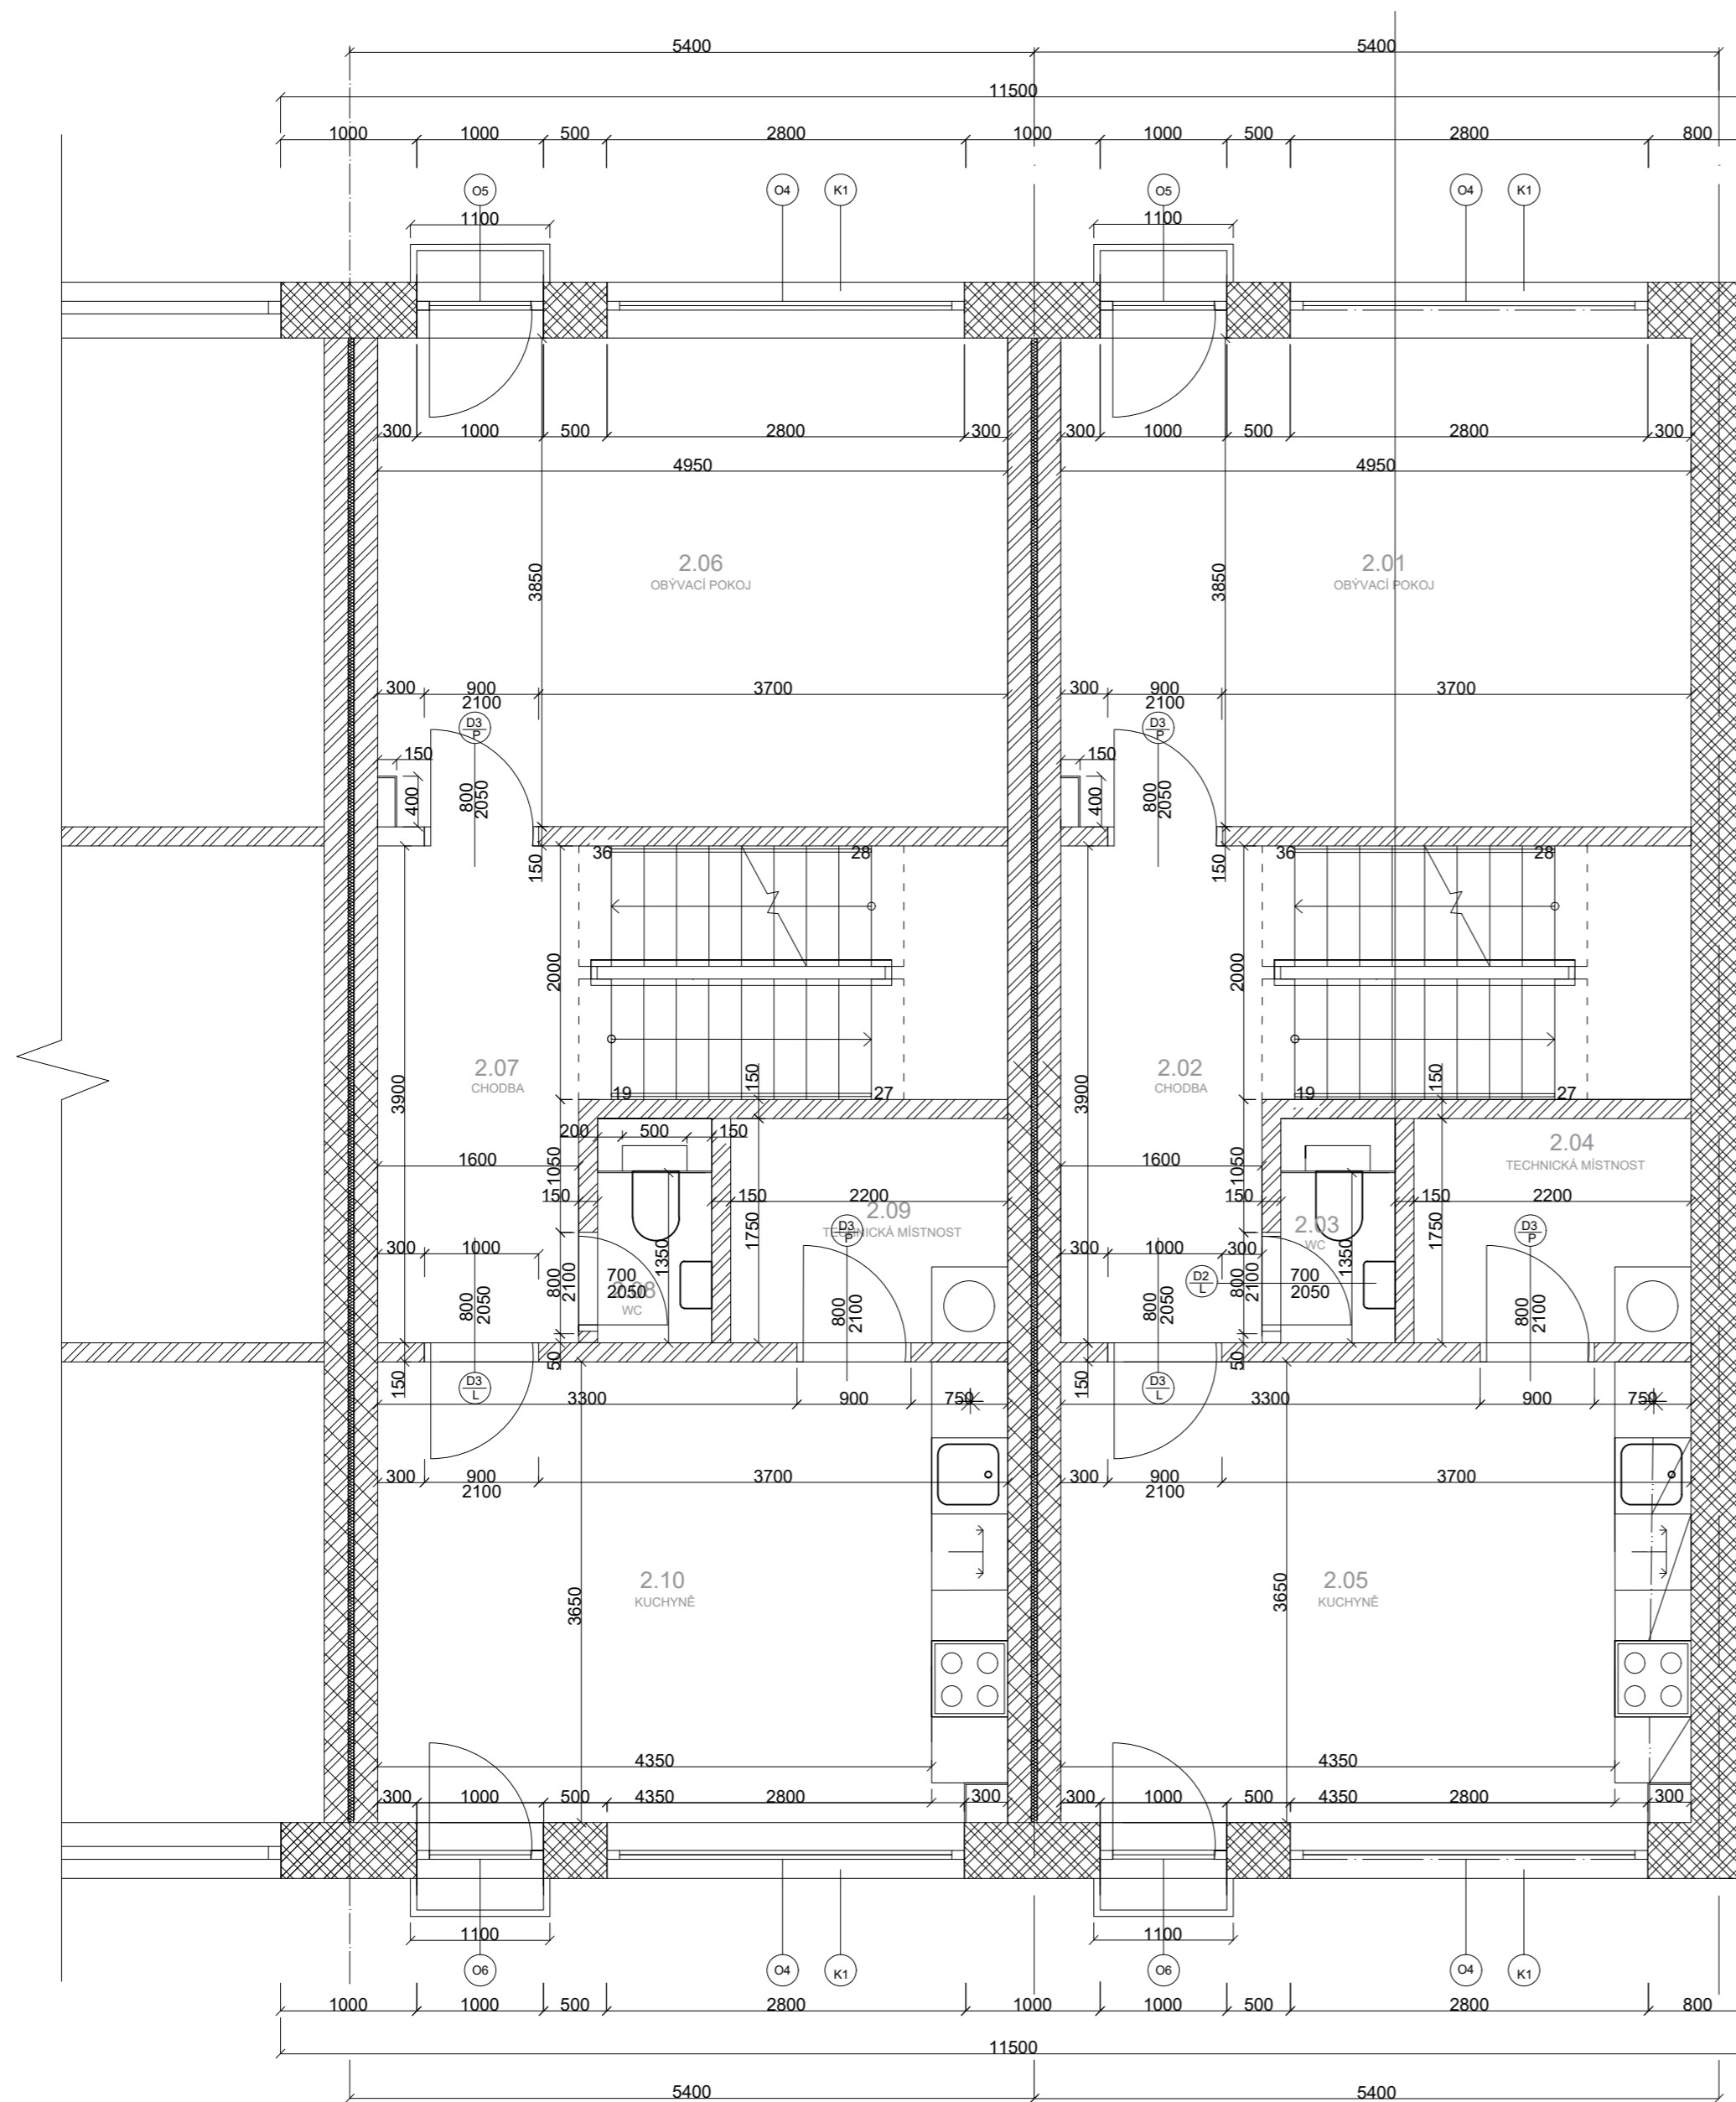 5400 5400
11500
1000 1000 500 2800 1000 1000 500 2800 800
O5 O4 K1 O5 O4 K1
1100 1100
300 1000 500 2800 300 300 1000 500 2800 300
4950 4950
2.06 2.01
OBÝVACÍ POKOJ OBÝVACÍ POKOJ
3850 3850
300 900 3700 300 900 3700
2100 2100
D3 D3
P P
150 150
400 800 2050 400 800 2050
36 28 36 28
150 150
2000 2000
2.07 2.02
CHODBA CHODBA
3900 150 3900 150
19 27 19 27
200 500 150
2.04
TECHNICKÁ MÍSTNOST
1600 1050 1600 1050
150 150 2200 150 150 2200
2.09
TECHNICKÁ MÍSTNOST
2.03
WC
D3 D3
P P
1750 1350 1750 1350
300 1000 300 1000 300
700 700
2050 2050
D2
L
2.08
WC
800 2050 800 2100 800 2100 800 2050 800 2100 800 2100
150 50 150 50
D3 D3
L L
3300 900 750 3300 900 750
300 900 3700 300 900 3700
2100 2100
2.10 2.05
KUCHYNĚ KUCHYNĚ
3650 3650
4350 4350
300 1000 500 4350 2800 300 300 1000 500 4350 2800 300
1100 1100
O6 O4 K1 O6 O4 K1
1000 1000 500 2800 1000 1000 500 2800 800
11500
5400 5400